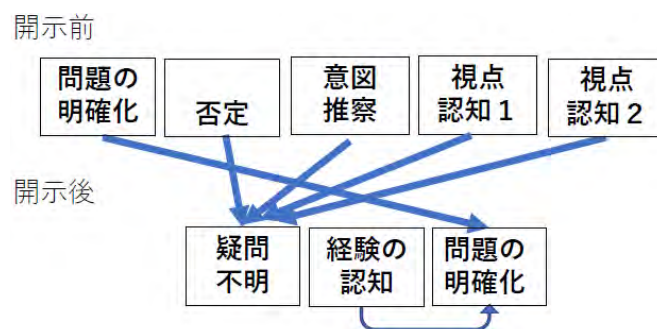 開示前
問題の
明確化
否定
意図
推察
視点
認知１
視点
認知２
開示後
疑問
不明
経験の
認知
問題の
明確化